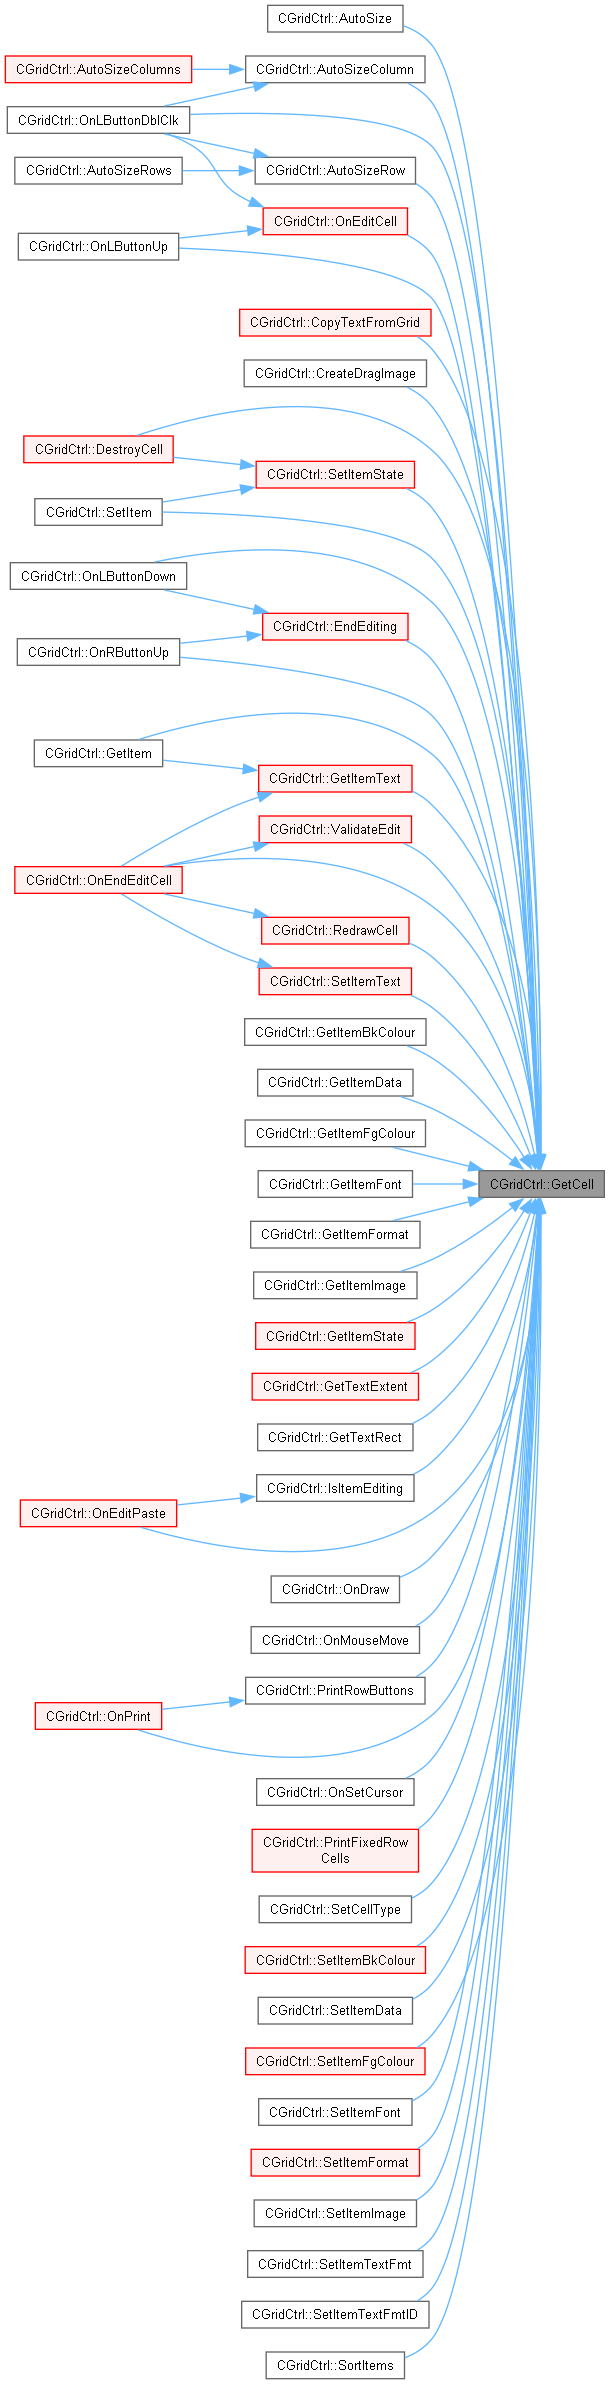 CGridCtrl::AutoSize
CGridCtrl::AutoSizeColumns
CGridCtrl::AutoSizeColumn
CGridCtrl::OnLButtonDblClk
CGridCtrl::AutoSizeRows
CGridCtrl::AutoSizeRow
CGridCtrl::OnEditCell
CGridCtrl::OnLButtonUp
CGridCtrl::CopyTextFromGrid
CGridCtrl::CreateDragImage
CGridCtrl::DestroyCell
CGridCtrl::SetItemState
CGridCtrl::SetItem
CGridCtrl::OnLButtonDown
CGridCtrl::EndEditing
CGridCtrl::OnRButtonUp
CGridCtrl::GetItem
CGridCtrl::GetItemText
CGridCtrl::ValidateEdit
CGridCtrl::OnEndEditCell
CGridCtrl::RedrawCell
CGridCtrl::SetItemText
CGridCtrl::GetItemBkColour
CGridCtrl::GetItemData
CGridCtrl::GetItemFgColour
CGridCtrl::GetItemFont
CGridCtrl::GetCell
CGridCtrl::GetItemFormat
CGridCtrl::GetItemImage
CGridCtrl::GetItemState
CGridCtrl::GetTextExtent
CGridCtrl::GetTextRect
CGridCtrl::IsItemEditing
CGridCtrl::OnEditPaste
CGridCtrl::OnDraw
CGridCtrl::OnMouseMove
CGridCtrl::PrintRowButtons
CGridCtrl::OnPrint
CGridCtrl::OnSetCursor
CGridCtrl::PrintFixedRow
Cells
CGridCtrl::SetCellType
CGridCtrl::SetItemBkColour
CGridCtrl::SetItemData
CGridCtrl::SetItemFgColour
CGridCtrl::SetItemFont
CGridCtrl::SetItemFormat
CGridCtrl::SetItemImage
CGridCtrl::SetItemTextFmt
CGridCtrl::SetItemTextFmtID
CGridCtrl::SortItems